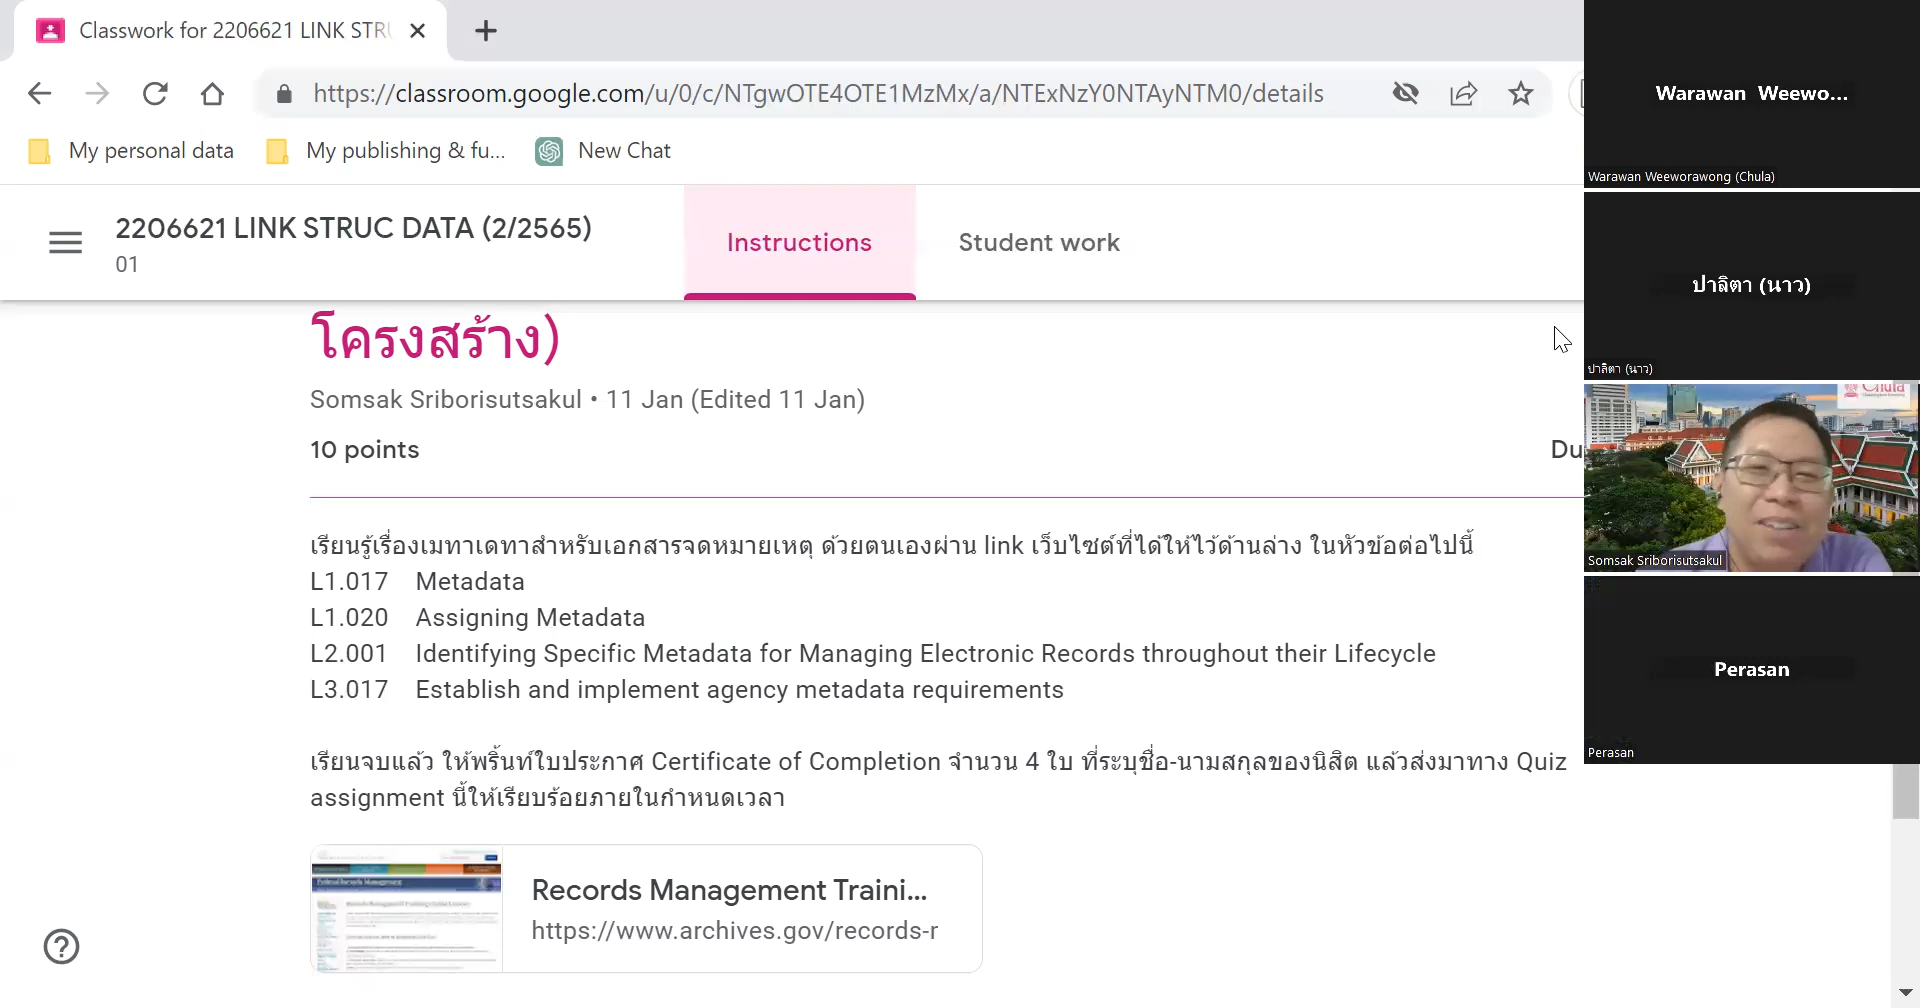 Classwork for 2206621 LINK STRU
https://classroom.google.com/u/0/c/NTgwOTE4OTE1MzMx/a/NTExNzY0NTAyNTM0/details
My personal data
My publishing & fu...
New Chat
2206621 LINK STRUC DATA (2/2565)
01
Instructions
Student work
โครงสร้าง)
Somsak Sriborisutsakul • 11 Jan (Edited 11 Jan)
10 points
Du
เรียนรู้เรื่องเมทาเดทาสำหรับเอกสารจดหมายเหตุ ด้วยตนเองผ่าน link เว็บไซต์ที่ได้ให้ไว้ด้านล่าง ในหัวข้อต่อไปนี้
L1.017 Metadata
L1.020 Assigning Metadata
L2.001 Identifying Specific Metadata for Managing Electronic Records throughout their Lifecycle
L3.017 Establish and implement agency metadata requirements
เรียนจบแล้ว ให้พริ้นท์ใบประกาศ Certificate of Completion จำนวน 4 ใบ ที่ระบุชื่อ-นามสกุลของนิสิต แล้วส่งมาทาง Quiz
assignment นี้ให้เรียบร้อยภายในกำหนดเวลา
Records Management Traini...
https://www.archives.gov/records-r
Warawan Weewo...
Warawan Weeworawong (Chula)
ปาลิตา (นาว)
ปาลิตา (นาว)
Chula
Somsak Sriborisutsakul
Perasan
Perasan